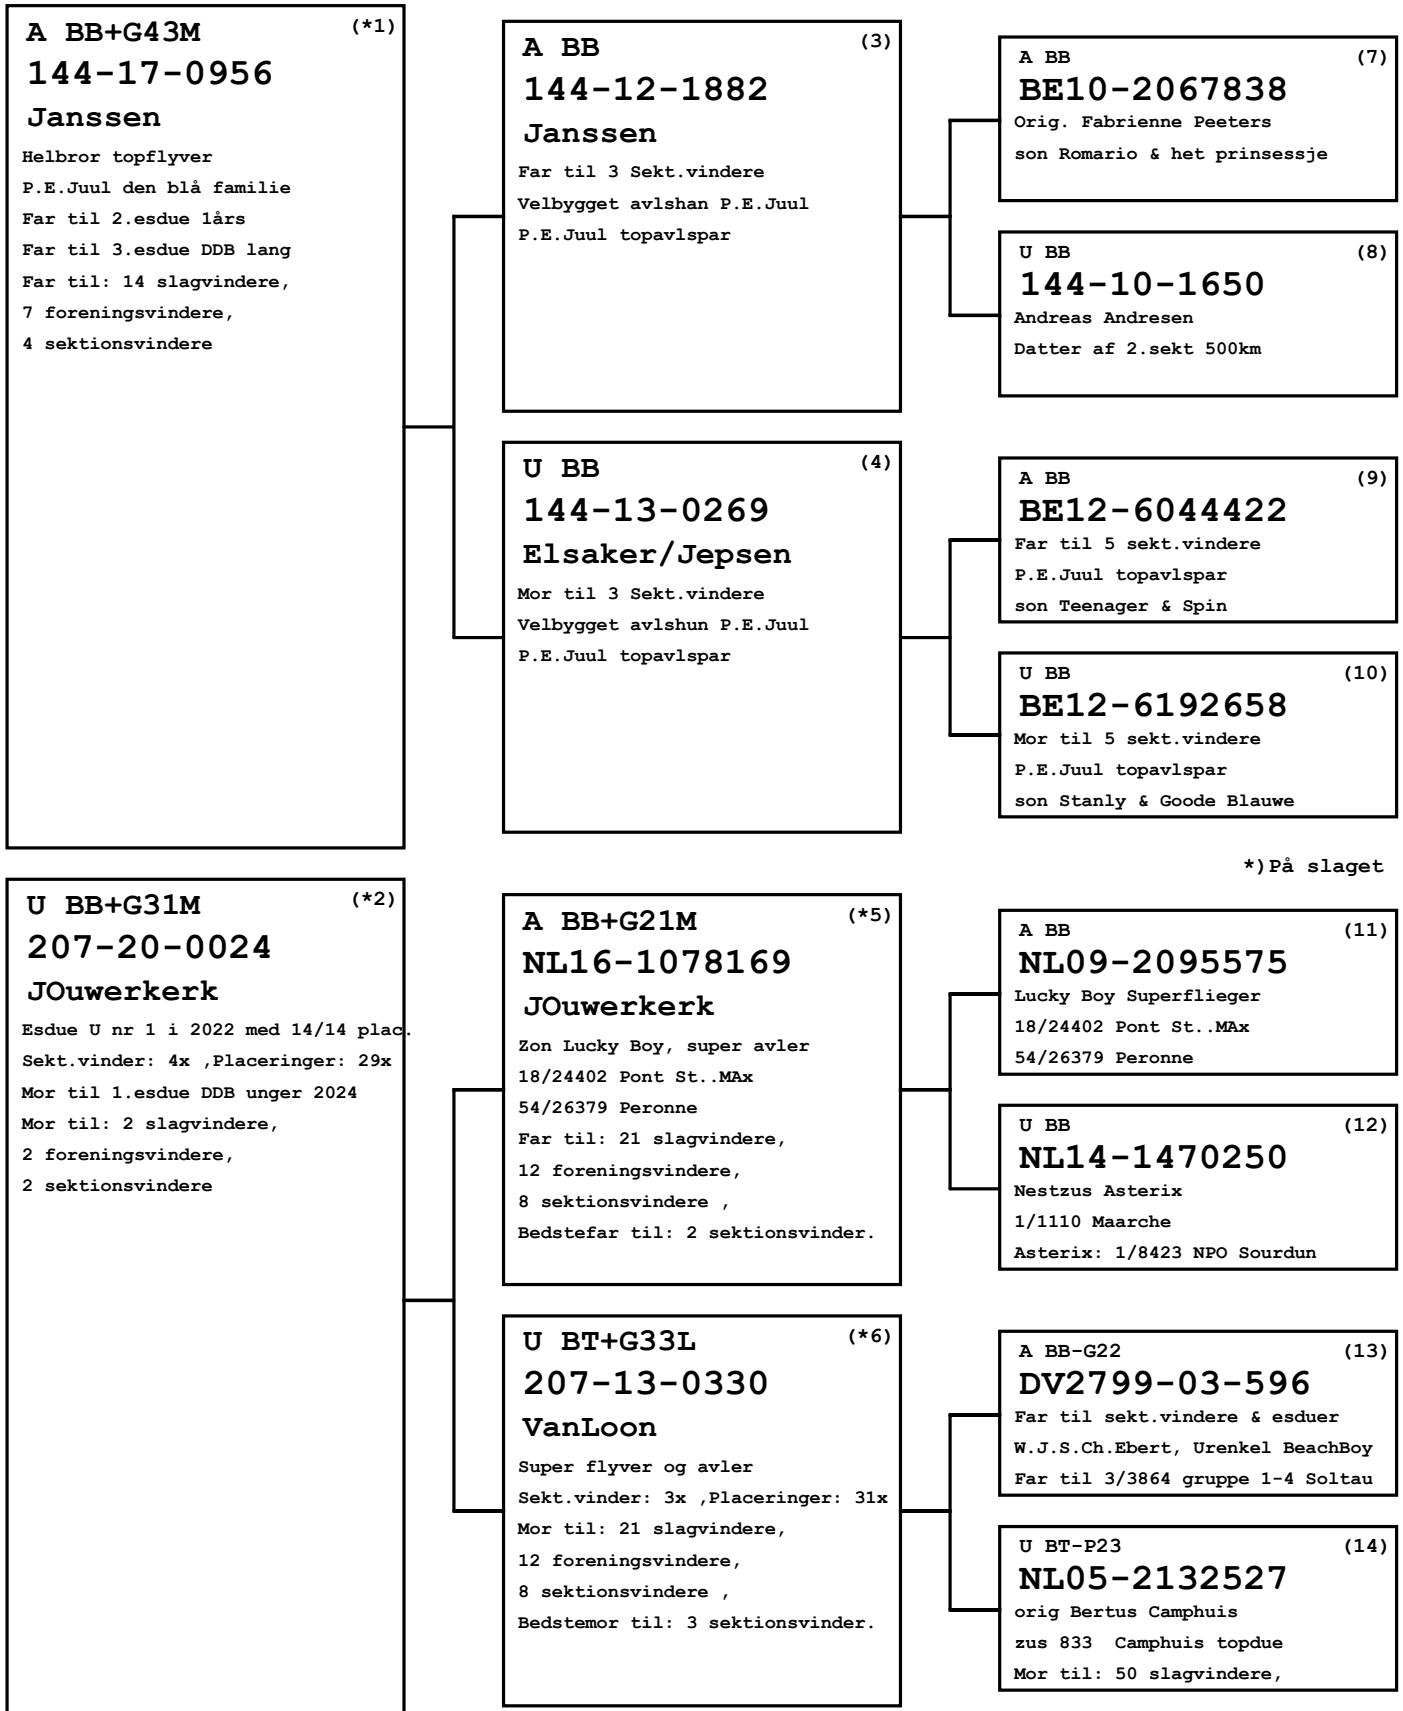 A BB+G43M (*1)
144-17-0956
Janssen
Helbror topflyver
P.E.Juul den blå familie
Far til 2.esdue 1års
Far til 3.esdue DDB lang
Far til: 14 slagvindere,
7 foreningsvindere,
4 sektionsvindere
A BB (3)
144-12-1882
Janssen
Far til 3 Sekt.vindere
Velbygget avlshan P.E.Juul
P.E.Juul topavlspar
A BB (7)
BE10-2067838
Orig. Fabrienne Peeters
son Romario & het prinsessje
U BB (8)
144-10-1650
Andreas Andresen
Datter af 2.sekt 500km
U BB (4)
144-13-0269
Elsaker/Jepsen
Mor til 3 Sekt.vindere
Velbygget avlshun P.E.Juul
P.E.Juul topavlspar
A BB (9)
BE12-6044422
Far til 5 sekt.vindere
P.E.Juul topavlspar
son Teenager & Spin
U BB (10)
BE12-6192658
Mor til 5 sekt.vindere
P.E.Juul topavlspar
son Stanly & Goode Blauwe
*)På slaget
U BB+G31M (*2)
207-20-0024
JOuwerkerk
Esdue U nr 1 i 2022 med 14/14 plac.
Sekt.vinder: 4x ,Placeringer: 29x
Mor til 1.esdue DDB unger 2024
Mor til: 2 slagvindere,
2 foreningsvindere,
2 sektionsvindere
A BB+G21M (*5)
NL16-1078169
JOuwerkerk
Zon Lucky Boy, super avler
18/24402 Pont St..MAx
54/26379 Peronne
Far til: 21 slagvindere,
12 foreningsvindere,
8 sektionsvindere ,
Bedstefar til: 2 sektionsvinder.
A BB (11)
NL09-2095575
Lucky Boy Superflieger
18/24402 Pont St..MAx
54/26379 Peronne
U BB (12)
NL14-1470250
Nestzus Asterix
1/1110 Maarche
Asterix: 1/8423 NPO Sourdun
U BT+G33L (*6)
207-13-0330
VanLoon
Super flyver og avler
Sekt.vinder: 3x ,Placeringer: 31x
Mor til: 21 slagvindere,
12 foreningsvindere,
8 sektionsvindere ,
Bedstemor til: 3 sektionsvinder.
A BB-G22 (13)
DV2799-03-596
Far til sekt.vindere & esduer
W.J.S.Ch.Ebert, Urenkel BeachBoy
Far til 3/3864 gruppe 1-4 Soltau
U BT-P23 (14)
NL05-2132527
orig Bertus Camphuis
zus 833  Camphuis topdue
Mor til: 50 slagvindere,